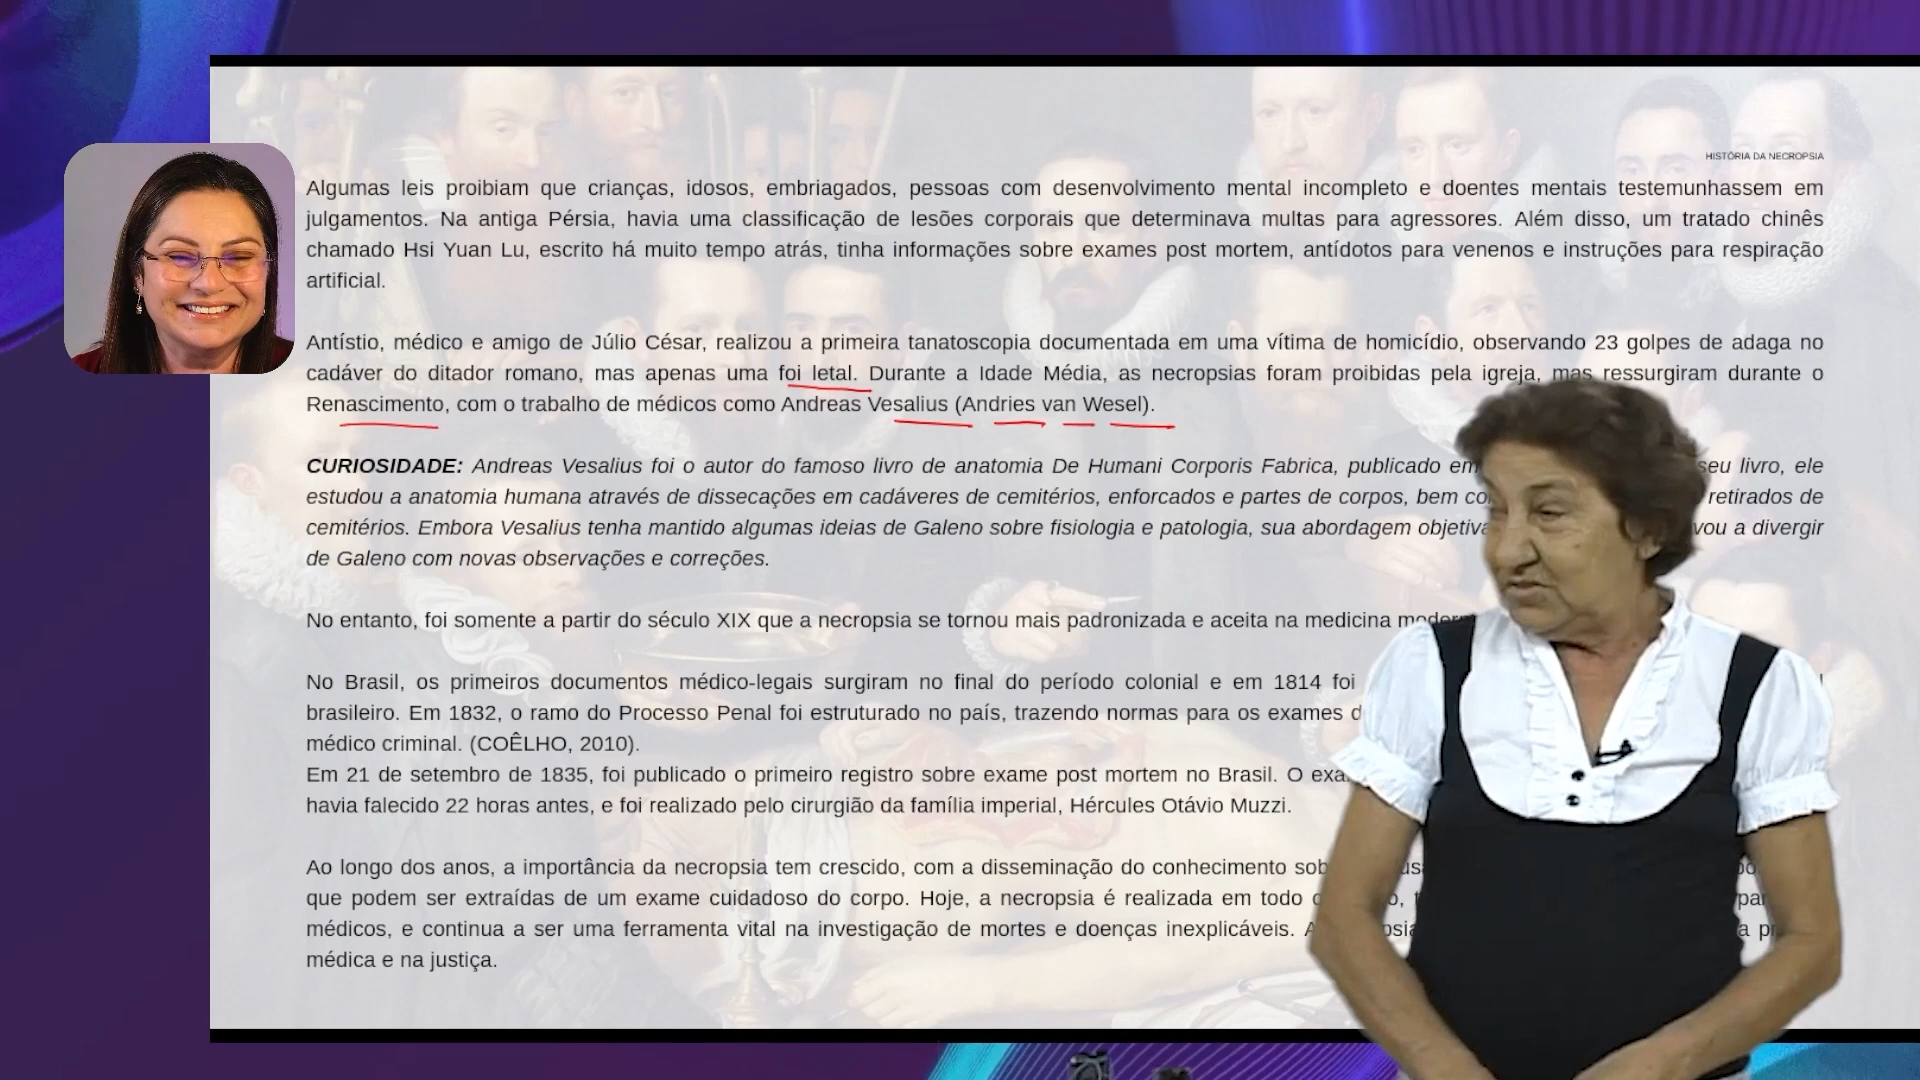 HISTÓRIA DA NECROPSIA
Algumas leis proibiam que crianças, idosos, embriagados, pessoas com desenvolvimento mental incompleto e doentes mentais testemunhassem em
julgamentos. Na antiga Pérsia, havia uma classificação de lesões corporais que determinava multas para agressores. Além disso, um tratado chinês
chamado Hsi Yuan Lu, escrito há muito tempo atrás, tinha informações sobre exames post mortem, antídotos para venenos e instruções para respiração
artificial.
Antístio, médico e amigo de Júlio César, realizou a primeira tanatoscopia documentada em uma vítima de homicídio, observando 23 golpes de adaga no
cadáver do ditador romano, mas apenas uma foi letal. Durante a Idade Média, as necropsias foram proibidas pela igreja, mas ressurgiram durante o
Renascimento, com o trabalho de médicos como Andreas Vesalius (Andries van Wesel).
CURIOSIDADE: Andreas Vesalius foi o autor do famoso livro de anatomia De Humani Corporis Fabrica, publicado em seu livro, ele
estudou a anatomia humana através de dissecações em cadáveres de cemitérios, enforcados e partes de corpos, bem retirados de
cemitérios. Embora Vesalius tenha mantido algumas ideias de Galeno sobre fisiologia e patologia, sua abordagem a divergir
de Galeno com novas observações e correções.
No entanto, foi somente a partir do século XIX que a necropsia se tornou mais padronizada e aceita na medicina
No Brasil, os primeiros documentos médico-legais surgiram no final do período colonial e em 1814 foi
brasileiro. Em 1832, o ramo do Processo Penal foi estruturado no país, trazendo normas para os exames
médico criminal. (COÊLHO, 2010).
Em 21 de setembro de 1835, foi publicado o primeiro registro sobre exame post mortem no Brasil. O
havia falecido 22 horas antes, e foi realizado pelo cirurgião da família imperial, Hércules Otávio Muzzi.
Ao longo dos anos, a importância da necropsia tem crescido, com a disseminação do conhecimento
que podem ser extraídas de um exame cuidadoso do corpo. Hoje, a necropsia é realizada em todo
médicos, e continua a ser uma ferramenta vital na investigação de mortes e doenças inexplicáveis.
médica e na justiça.